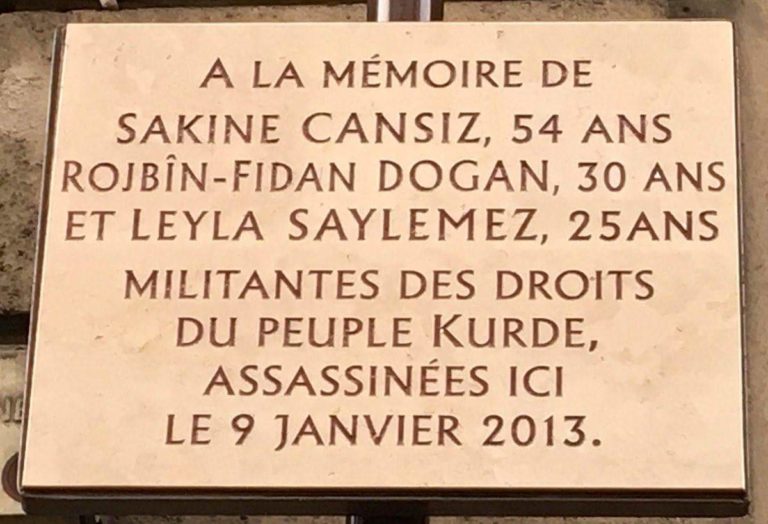 A LA MÉMOIRE DE
SAKINE CANSIZ, 54 ANS
ROJBÎN-FIDAN DOGAN, 30 ANS
ET LEYLA SAYLEMEZ, 25ANS
MILITANTES DES DROITS
DU PEUPLE KURDE,
ASSASSINÉES ICI
LE 9 JANVIER 2013.